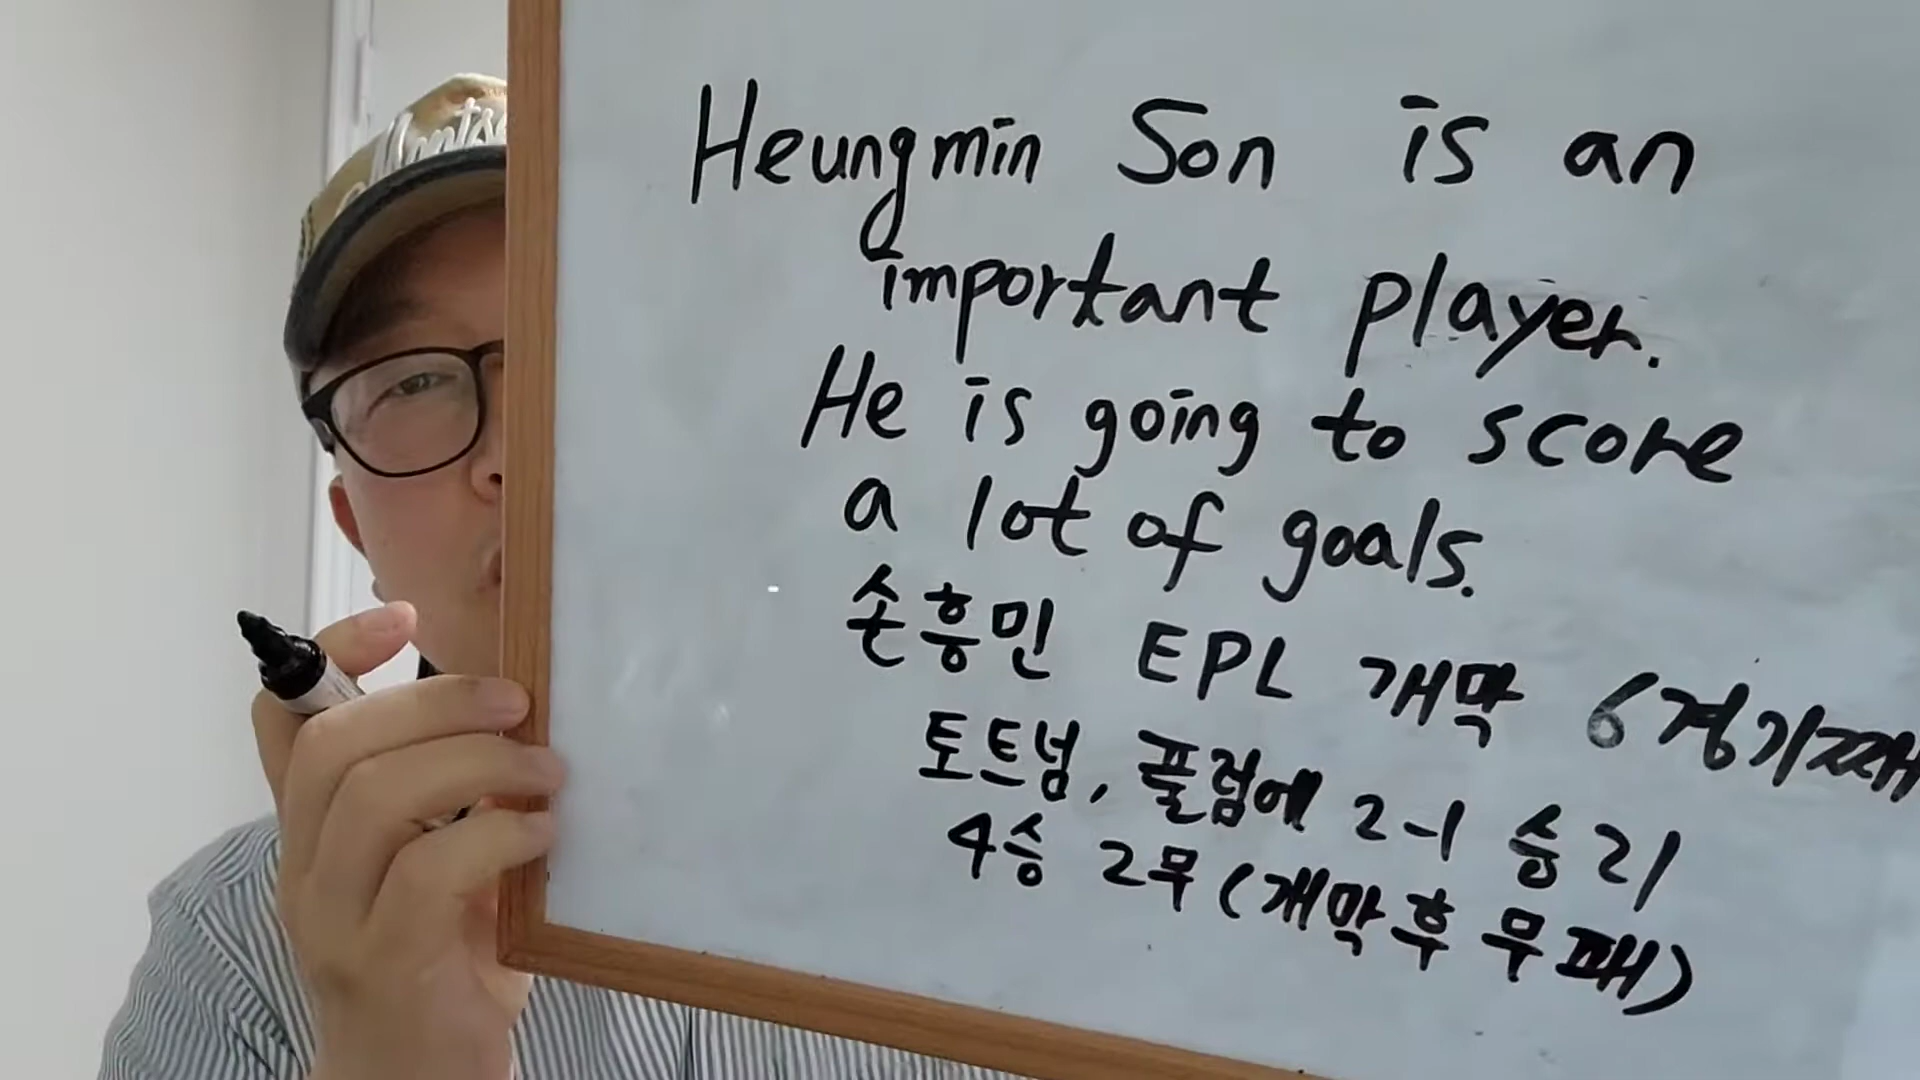 Heungmin Son is an
important player.
He is going to score
a lot of goals.
손흥민 EPL 개막 6경기째
토트넘, 풀럼에 2-1 승리
4승 2무 (개막후 무패)